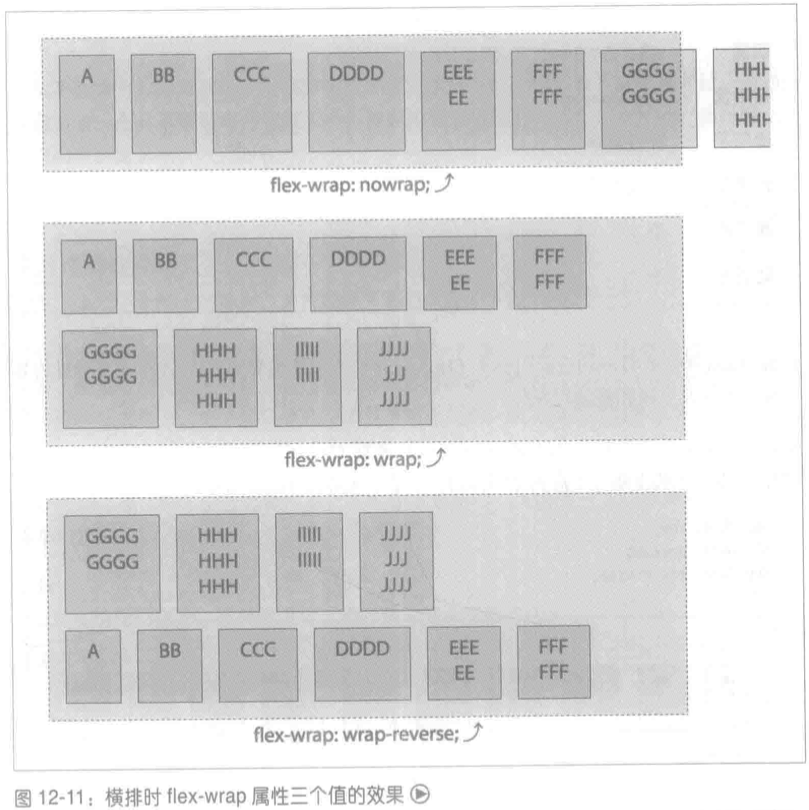 A BB CCC DDDD EEE FFF GGGG HHH
EE FFF GGGG HHH
HHH
flex-wrap: nowrap;
A BB CCC DDDD EEE FFF
EE FFF
GGGG HHH IIIII JJJJ
GGGG HHH IIIII JJJ
HHH JJJJ
flex-wrap: wrap;
GGGG HHH IIIII JJJJ
GGGG HHH IIIII JJJ
HHH JJJJ
A BB CCC DDDD EEE FFF
EE FFF
flex-wrap: wrap-reverse;
图 12-11：横排时 flex-wrap 属性三个值的效果